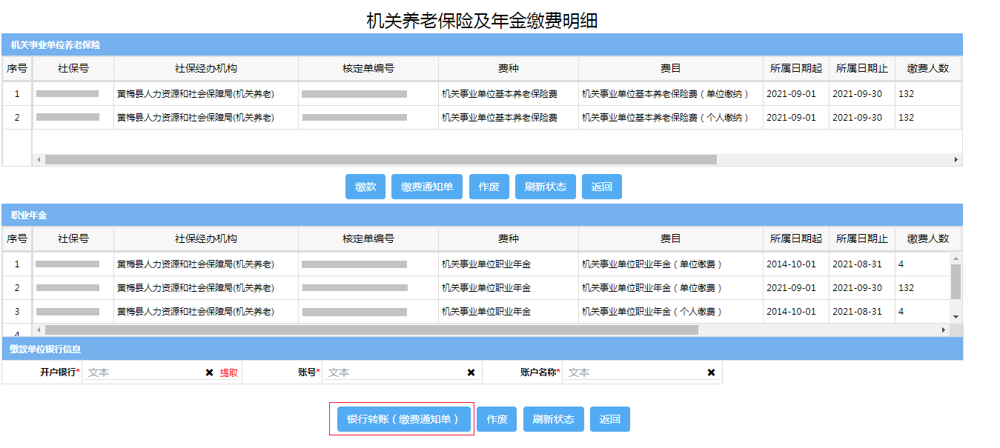 机关养老保险及年金缴费明细
机关事业单位养老保险
序号 社保号 社保经办机构 核定单编号 费种 费目 所属日期起 所属日期止 缴费人数
1 黄梅县人力资源和社会保障局(机关养老) 机关事业单位基本养老保险费 机关事业单位基本养老保险费（单位缴纳） 2021-09-01 2021-09-30 132
2 黄梅县人力资源和社会保障局(机关养老) 机关事业单位基本养老保险费 机关事业单位基本养老保险费（个人缴纳） 2021-09-01 2021-09-30 132
缴款 缴费通知单 作废 刷新状态 返回
职业年金
序号 社保号 社保经办机构 核定单编号 费种 费目 所属日期起 所属日期止 缴费人数
1 黄梅县人力资源和社会保障局(机关养老) 机关事业单位职业年金 机关事业单位职业年金（单位缴费） 2014-10-01 2021-08-31 4
2 黄梅县人力资源和社会保障局(机关养老) 机关事业单位职业年金 机关事业单位职业年金（单位缴费） 2021-09-01 2021-09-30 132
3 黄梅县人力资源和社会保障局(机关养老) 机关事业单位职业年金 机关事业单位职业年金（个人缴费） 2014-10-01 2021-08-31 4
4
缴款单位银行信息
开户银行* 文本 提取 账号* 文本 账户名称* 文本
银行转账（缴费通知单） 作废 刷新状态 返回